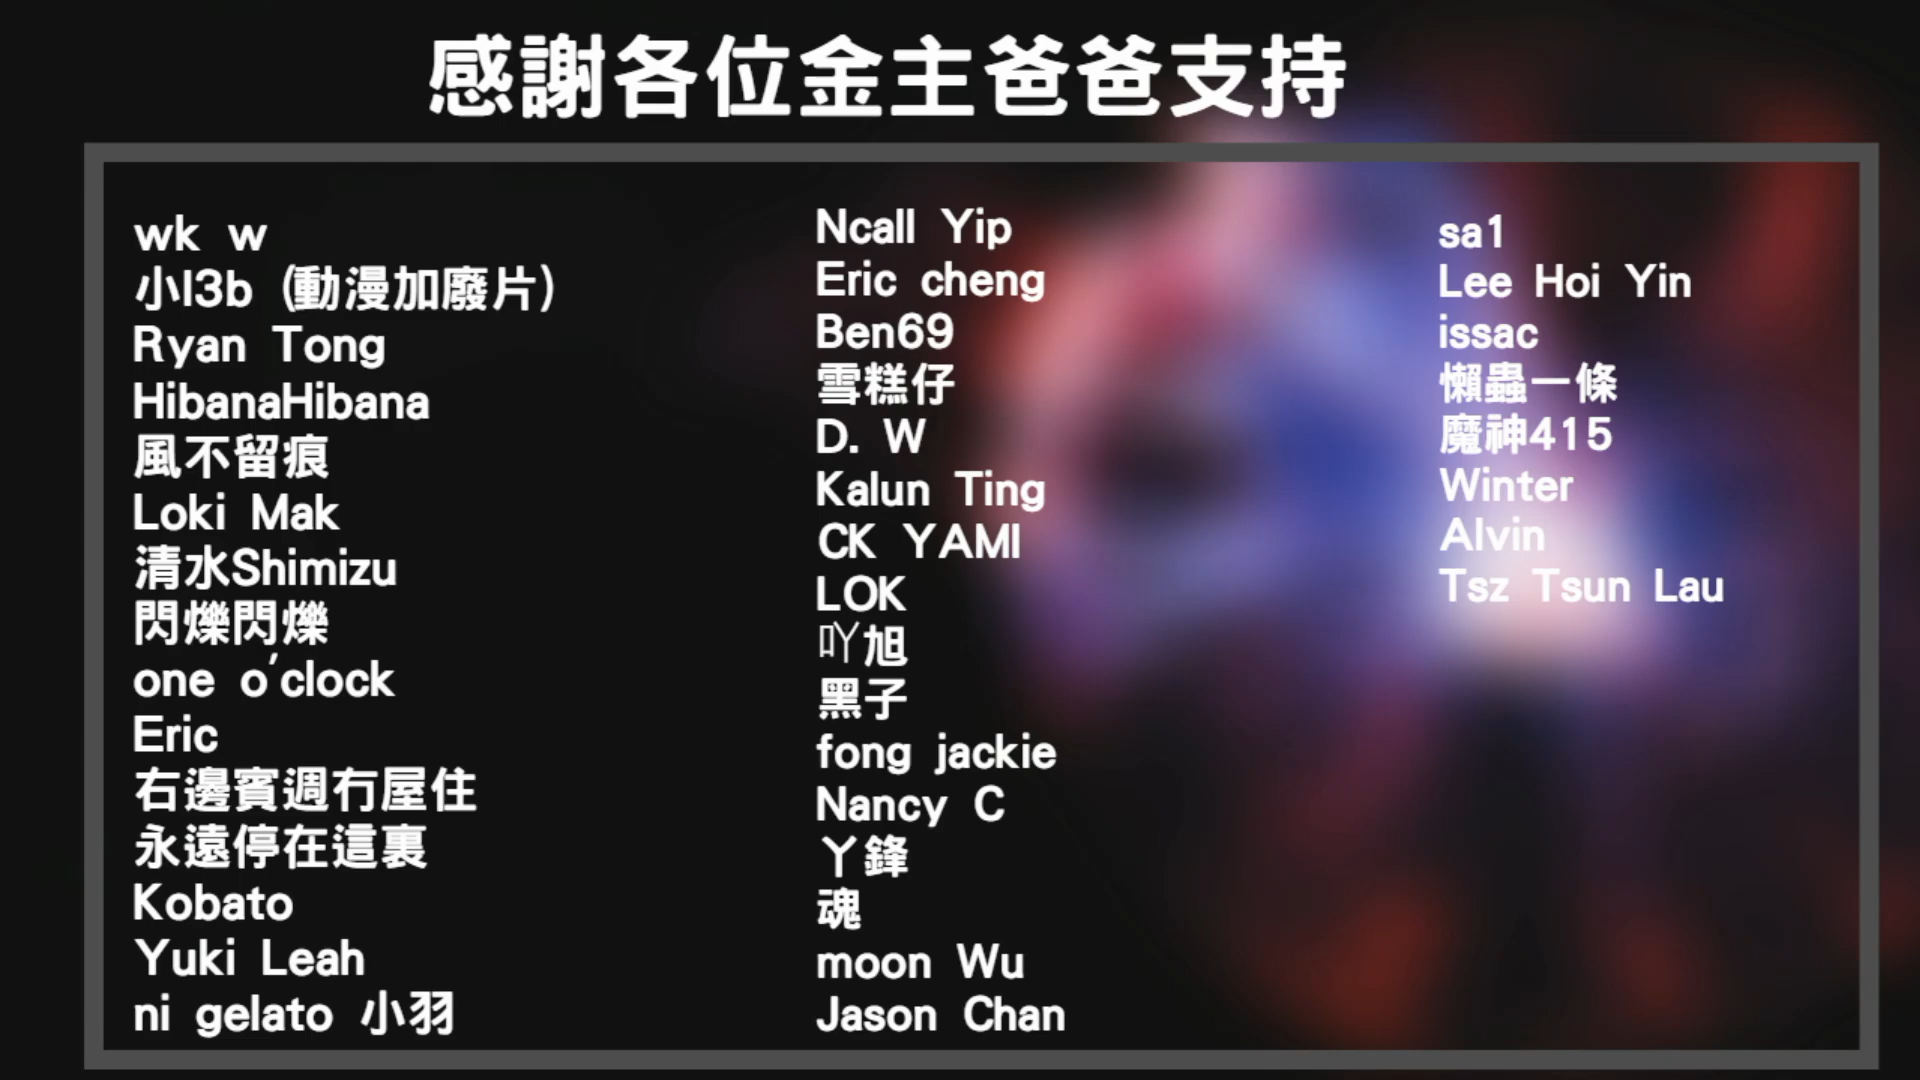 感謝各位金主爸爸支持
wk w
小l3b (動漫加廢片)
Ryan Tong
HibanaHibana
風不留痕
Loki Mak
清水Shimizu
閃爍閃爍
one o'clock
Eric
右邊賓週冇屋住
永遠停在這裏
Kobato
Yuki Leah
ni gelato 小羽
Ncall Yip
Eric cheng
Ben69
雪糕仔
D. W
Kalun Ting
CK YAMI
LOK
吖旭
黑子
fong jackie
Nancy C
丫鋒
魂
moon Wu
Jason Chan
sa1
Lee Hoi Yin
issac
懶蟲一條
魔神415
Winter
Alvin
Tsz Tsun Lau